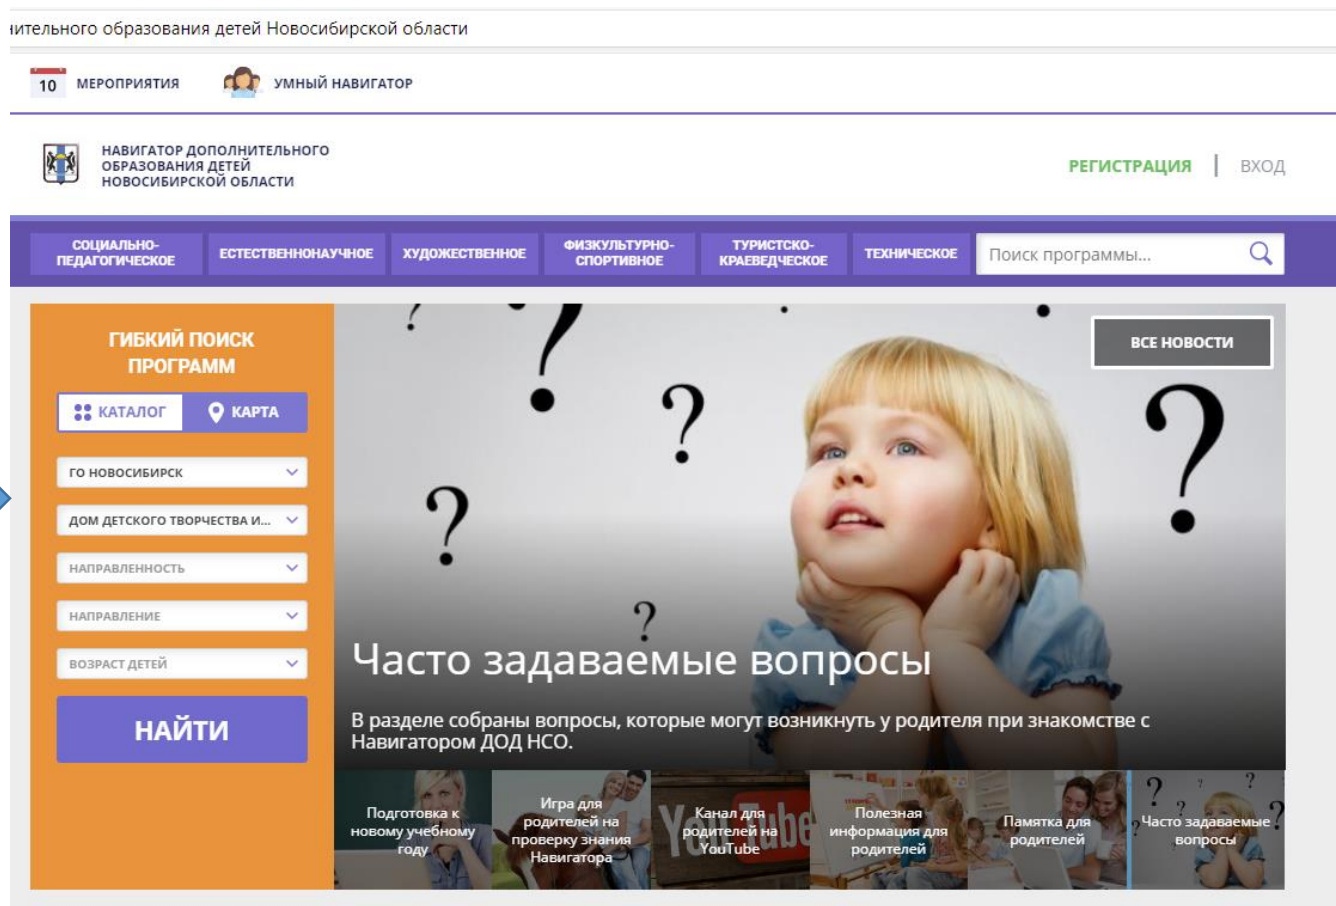 нительного образования детей Новосибирской области
10 МЕРОПРИЯТИЯ
УМНЫЙ НАВИГАТОР
НАВИГАТОР ДОПОЛНИТЕЛЬНОГО
ОБРАЗОВАНИЯ ДЕТЕЙ
НОВОСИБИРСКОЙ ОБЛАСТИ
РЕГИСТРАЦИЯ | ВХОД
СОЦИАЛЬНО-
ПЕДАГОГИЧЕСКОЕ
ЕСТЕСТВЕННОНАУЧНОЕ
ХУДОЖЕСТВЕННОЕ
ФИЗКУЛЬТУРНО-
СПОРТИВНОЕ
ТУРИСТСКО-
КРАЕВЕДЧЕСКОЕ
ТЕХНИЧЕСКОЕ
Поиск программы...
ГИБКИЙ ПОИСК
ПРОГРАММ
КАТАЛОГ
КАРТА
ГО НОВОСИБИРСК
ДОМ ДЕТСКОГО ТВОРЧЕСТВА И...
НАПРАВЛЕННОСТЬ
НАПРАВЛЕНИЕ
ВОЗРАСТ ДЕТЕЙ
НАЙТИ
ВСЕ НОВОСТИ
Часто задаваемые вопросы
В разделе собраны вопросы, которые могут возникнуть у родителя при знакомстве с
Навигатором ДОД НСО.
Подготовка к
новому учебному
году
Игра для
родителей на
проверку знания
Навигатора
YouTube
Канал для
родителей на
YouTube
Полезная
информация для
родителей
Памятка для
родителей
Часто задаваемые
вопросы